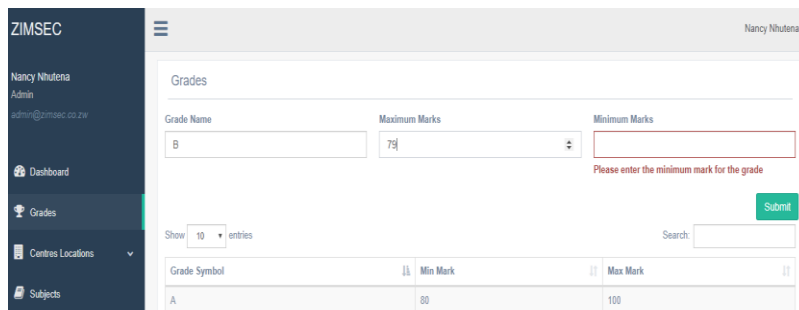 ZIMSEC
Nancy Nhutena
Nancy Nhutena
Admin
admin@zimsec.co.zw
Dashboard
Grades
Centres Locations
Subjects
Grades
Grade Name Maximum Marks Minimum Marks
B 79
Please enter the minimum mark for the grade
Submit
Show 10 entries Search:
Grade Symbol Min Mark Max Mark
A 80 100